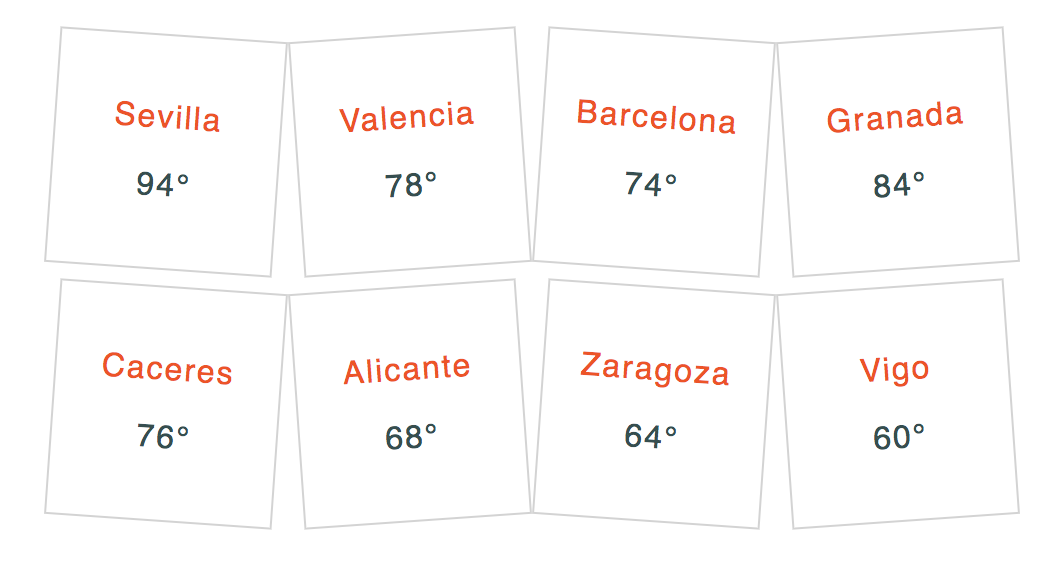 Sevilla
94°
Valencia
78°
Barcelona
74°
Granada
84°
Caceres
76°
Alicante
68°
Zaragoza
64°
Vigo
60°